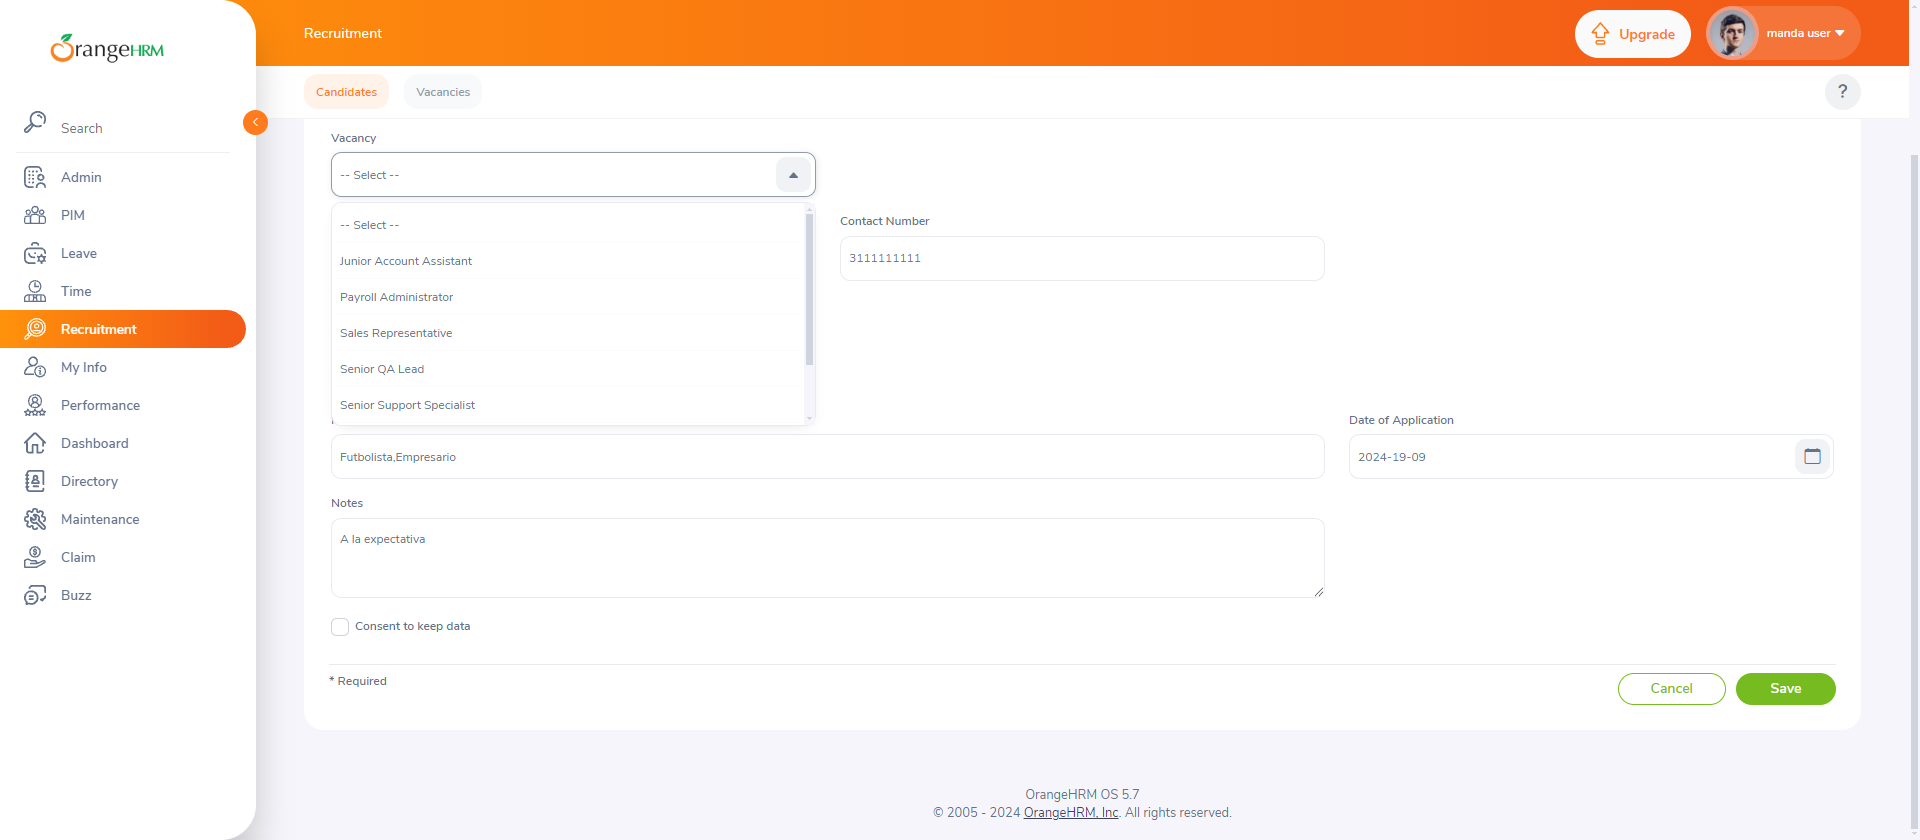 OrangeHRM
Recruitment
Upgrade
manda user
Candidates
Vacancies
?
Search
Admin
PIM
Leave
Time
Recruitment
My Info
Performance
Dashboard
Directory
Maintenance
Claim
Buzz
Vacancy
-- Select --
-- Select --
Junior Account Assistant
Payroll Administrator
Sales Representative
Senior QA Lead
Senior Support Specialist
Contact Number
3111111111
Futbolista,Empresario
Date of Application
2024-19-09
Notes
A la expectativa
Consent to keep data
* Required
Cancel
Save
OrangeHRM OS 5.7
© 2005 - 2024 OrangeHRM, Inc. All rights reserved.